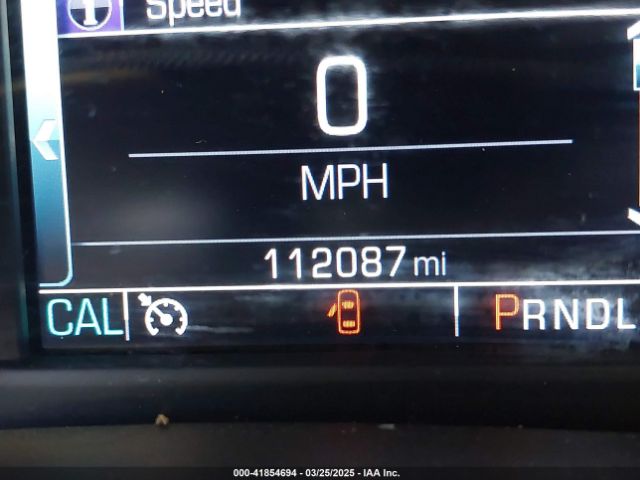 i Speed
0
MPH
112087 mi
CAL PRNDL
000-41854694 - 03/25/2025 - IAA Inc.